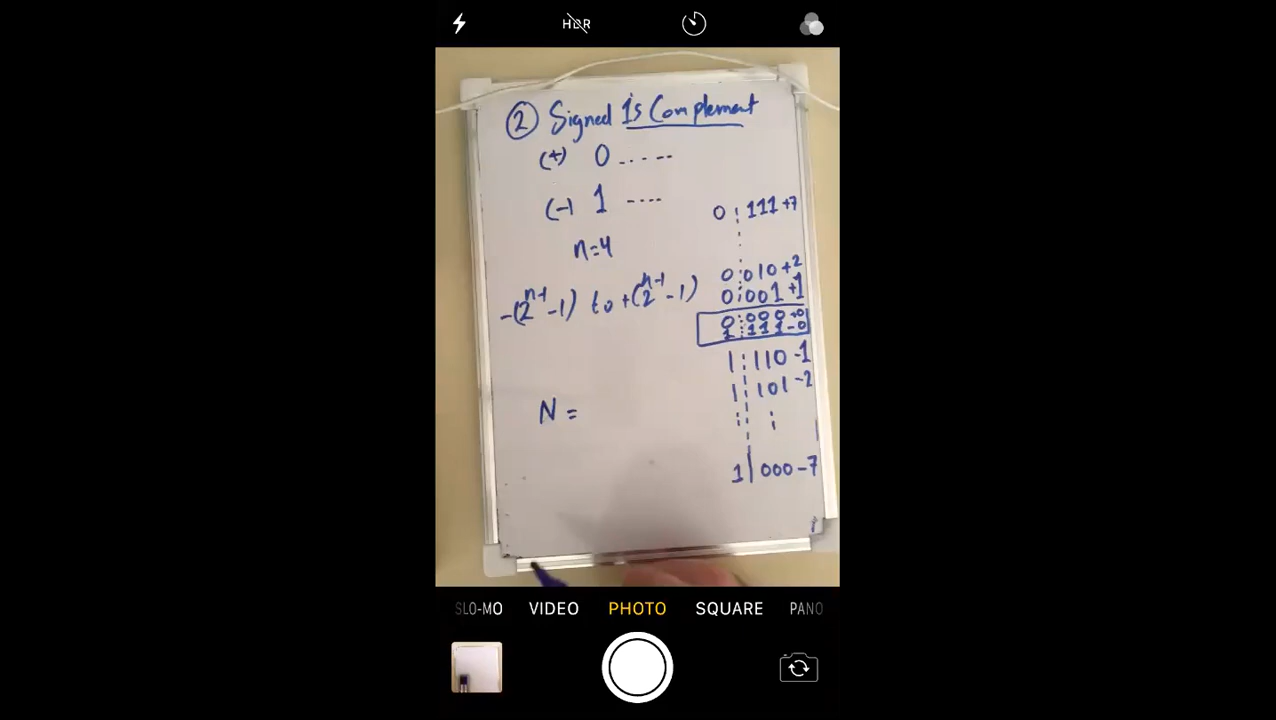 HDR
② Signed 1's Complement
(+) 0 .....
(-) 1 ....
n=4
-(2^(n-1) -1) to +(2^(n-1) -1)
N =
0 ¦ 111 +7
0 ¦ 010 +2
0 ¦ 001 +1
0 ¦ 000 +0
1 ¦ 111 -0
1 ¦ 110 -1
1 ¦ 101 -2
1 | 000 -7
SLO-MO VIDEO PHOTO SQUARE PANO